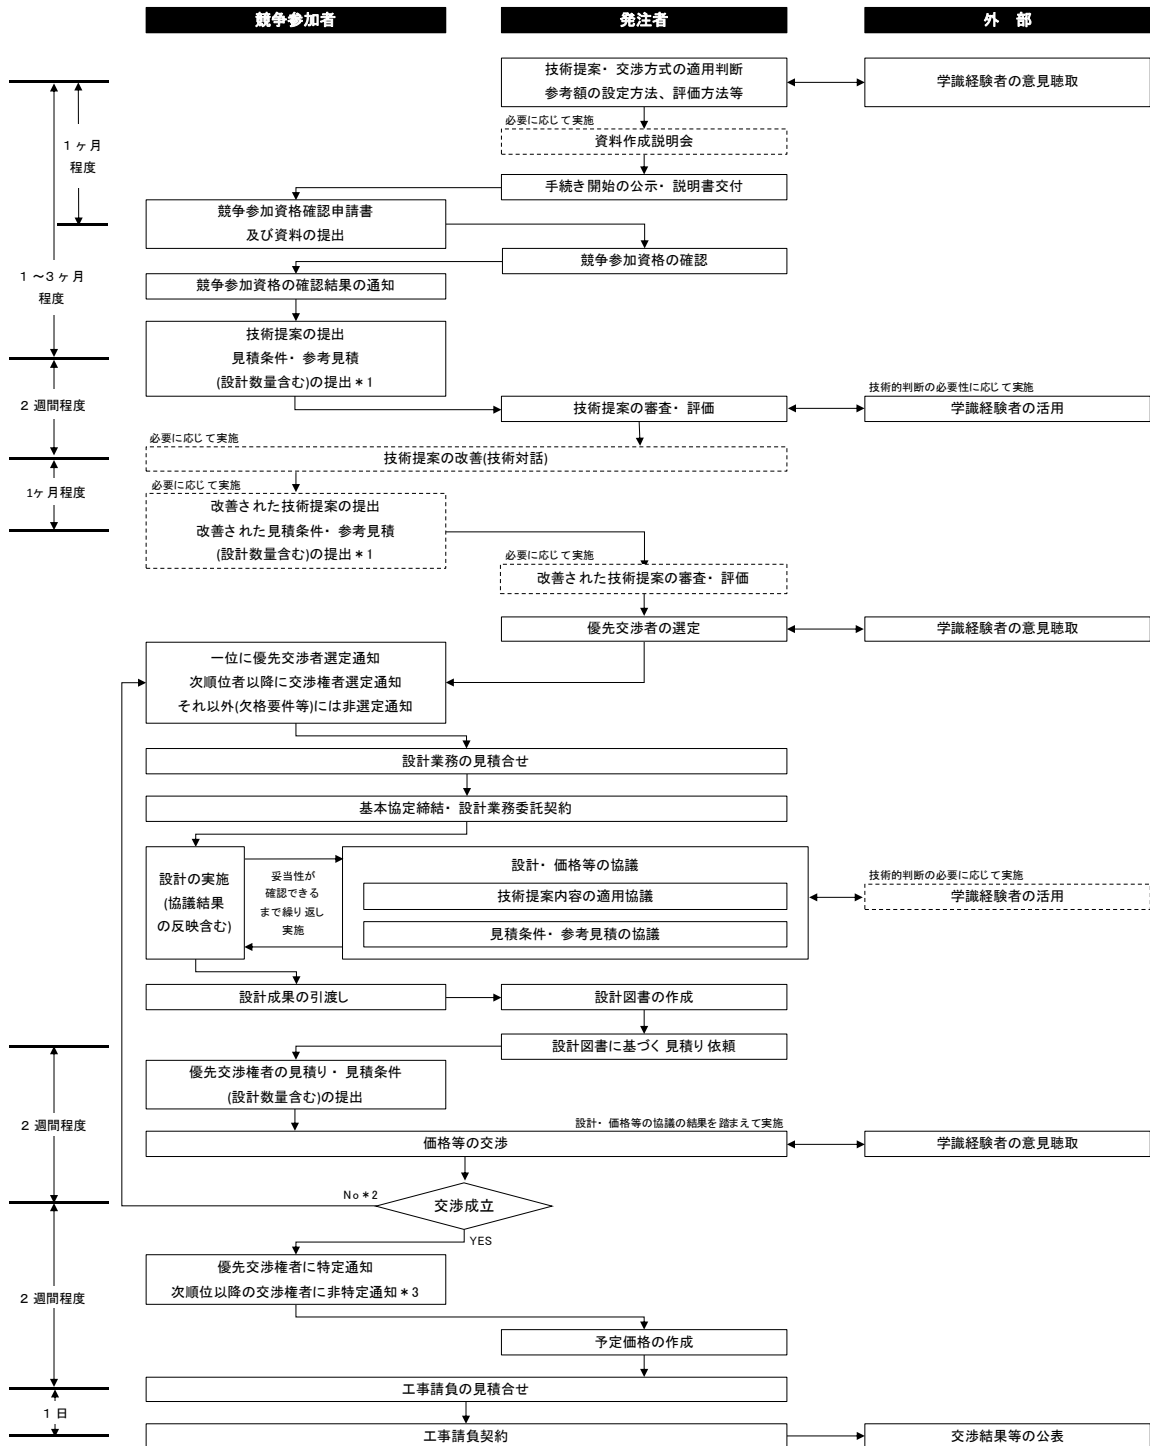 競争参加者
発注者
外　部
技術提案・交渉方式の適用判断
参考額の設定方法、評価方法等
学識経験者の意見聴取
必要に応じて実施
資料作成説明会
1ヶ月
程度
手続き開始の公示・説明書交付
競争参加資格確認申請書
及び資料の提出
競争参加資格の確認
1～3ヶ月
程度
競争参加資格の確認結果の通知
技術提案の提出
見積条件・参考見積
(設計数量含む)の提出＊1
2週間程度
技術提案の審査・評価
技術的判断の必要性に応じて実施
学識経験者の活用
必要に応じて実施
技術提案の改善(技術対話)
1ヶ月程度
必要に応じて実施
改善された技術提案の提出
改善された見積条件・参考見積
(設計数量含む)の提出＊1
必要に応じて実施
改善された技術提案の審査・評価
優先交渉者の選定
学識経験者の意見聴取
一位に優先交渉者選定通知
次順位者以降に交渉権者選定通知
それ以外(欠格要件等)には非選定通知
設計業務の見積合せ
基本協定締結・設計業務委託契約
設計の実施
(協議結果
の反映含む)
妥当性が
確認できる
まで繰り返し
実施
設計・価格等の協議
技術提案内容の適用協議
見積条件・参考見積の協議
技術的判断の必要に応じて実施
学識経験者の活用
設計成果の引渡し
設計図書の作成
設計図書に基づく見積り依頼
優先交渉権者の見積り・見積条件
(設計数量含む)の提出
2週間程度
設計・価格等の協議の結果を踏まえて実施
価格等の交渉
学識経験者の意見聴取
No＊2
交渉成立
YES
優先交渉権者に特定通知
次順位以降の交渉権者に非特定通知＊3
2週間程度
予定価格の作成
工事請負の見積合せ
1日
工事請負契約
交渉結果等の公表